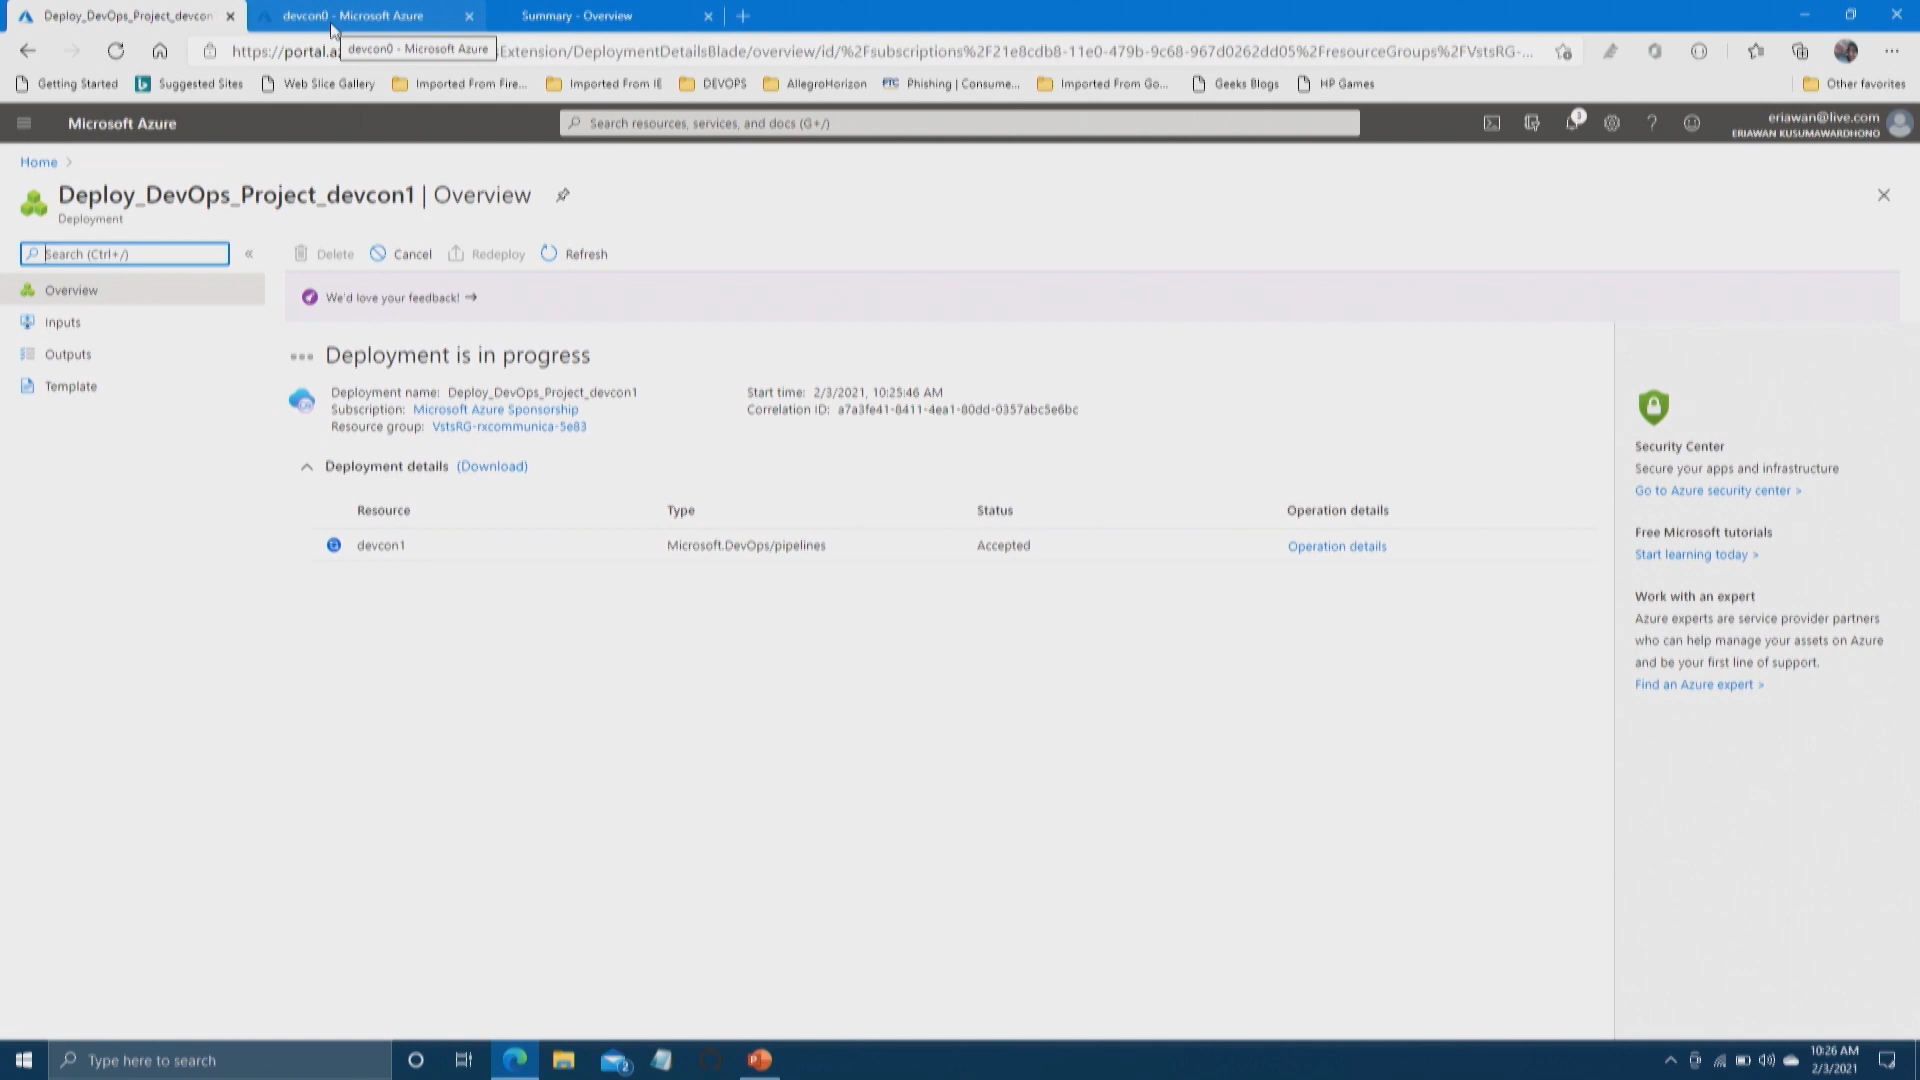 Deploy_DevOps_Project_devcon
devcon0 - Microsoft Azure
Summary - Overview
https://portal.a
devcon0 - Microsoft Azure
Extension/DeploymentDetailsBlade/overview/id/%2Fsubscriptions%2F21e8cdb8-11e0-479b-9c68-967d0262dd05%2FresourceGroups%2FVstsRG-...
Getting Started
Suggested Sites
Web Slice Gallery
Imported From Fire...
Imported From IE
DEVOPS
AllegroHorizon
FTC Phishing | Consume...
Imported From Go...
Geeks Blogs
HP Games
Other favorites
Microsoft Azure
Search resources, services, and docs (G+/)
3
eriawan@live.com
ERIAWAN KUSUMAWARDHONO
Home >
Deploy_DevOps_Project_devcon1 | Overview
Deployment
Search (Ctrl+/)
«
Delete
Cancel
Redeploy
Refresh
Overview
Inputs
Outputs
Template
We'd love your feedback! →
Deployment is in progress
Deployment name: Deploy_DevOps_Project_devcon1
Subscription: Microsoft Azure Sponsorship
Resource group: VstsRG-rxcommunica-5e83
Start time: 2/3/2021, 10:25:46 AM
Correlation ID: a7a3fe41-8411-4ea1-80dd-0357abc5e6bc
Deployment details (Download)
Resource Type Status Operation details
devcon1 Microsoft.DevOps/pipelines Accepted Operation details
Security Center
Secure your apps and infrastructure
Go to Azure security center >
Free Microsoft tutorials
Start learning today >
Work with an expert
Azure experts are service provider partners
who can help manage your assets on Azure
and be your first line of support.
Find an Azure expert >
Type here to search
2
10:26 AM
2/3/2021